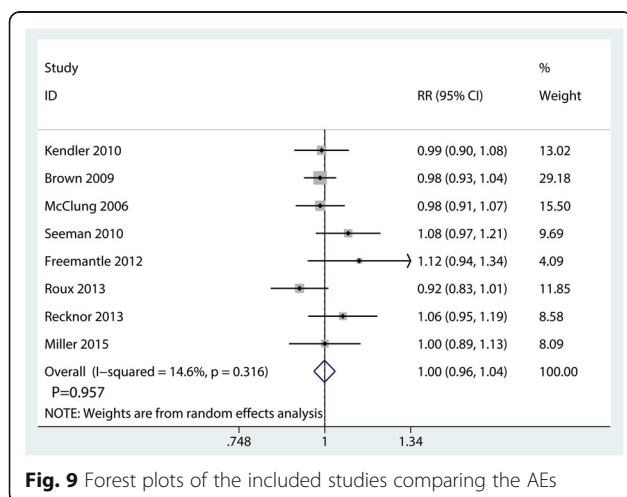 Study %
ID RR (95% CI) Weight
Kendler 2010 0.99 (0.90, 1.08) 13.02
Brown 2009 0.98 (0.93, 1.04) 29.18
McClung 2006 0.98 (0.91, 1.07) 15.50
Seeman 2010 1.08 (0.97, 1.21) 9.69
Freemantle 2012 1.12 (0.94, 1.34) 4.09
Roux 2013 0.92 (0.83, 1.01) 11.85
Recknor 2013 1.06 (0.95, 1.19) 8.58
Miller 2015 1.00 (0.89, 1.13) 8.09
Overall (I−squared = 14.6%, p = 0.316) 1.00 (0.96, 1.04) 100.00
P=0.957
NOTE: Weights are from random effects analysis
.748 1 1.34
Fig. 9 Forest plots of the included studies comparing the AEs